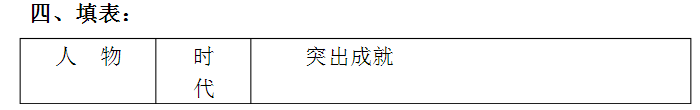 四、填表：
人　物　时　突出成就
代